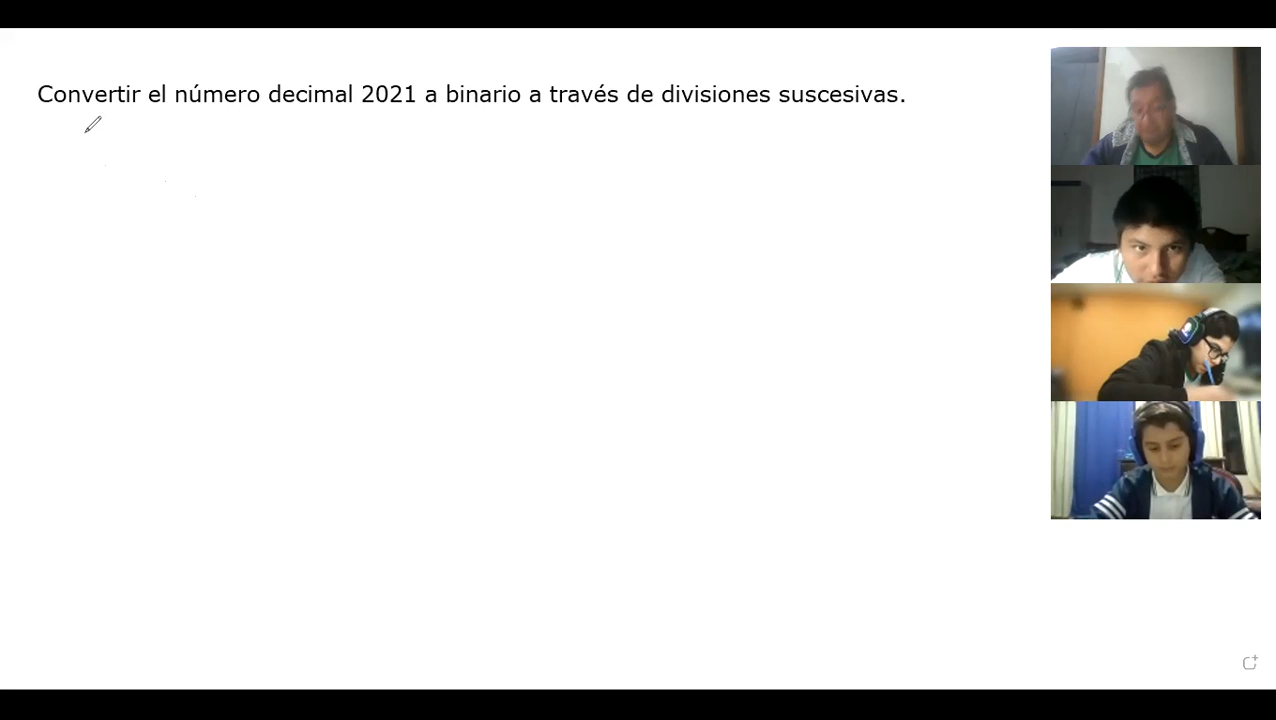 Convertir el número decimal 2021 a binario a través de divisiones suscesivas.